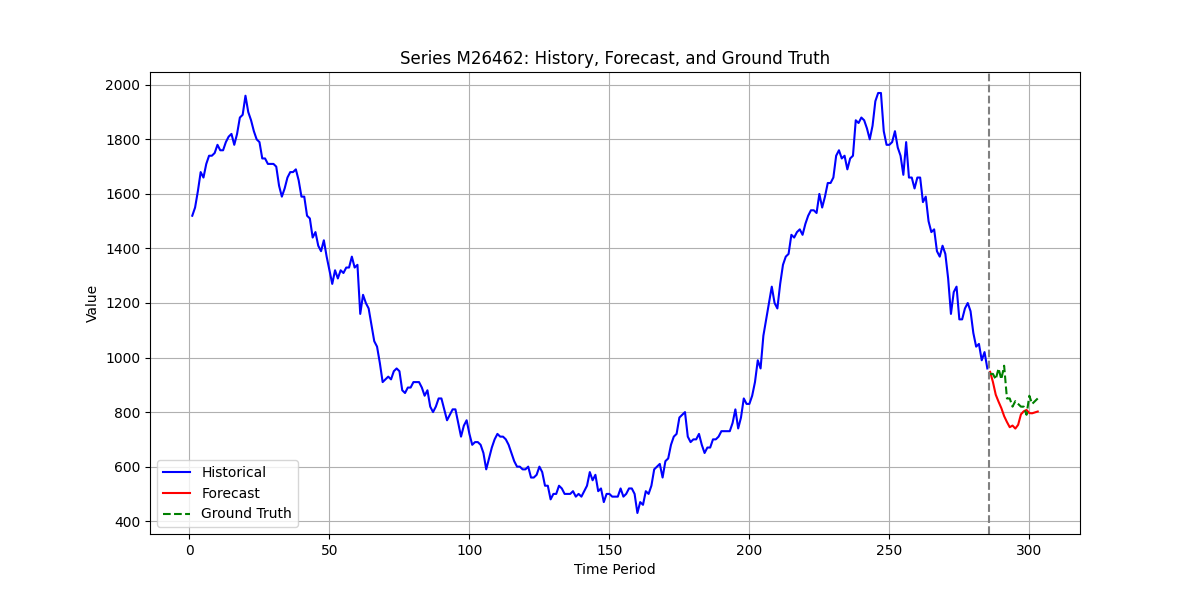 Series M26462: History, Forecast, and Ground Truth
Value
2000
1800
1600
1400
1200
1000
800
600
400
Historical
Forecast
Ground Truth
0 50 100 150 200 250 300
Time Period